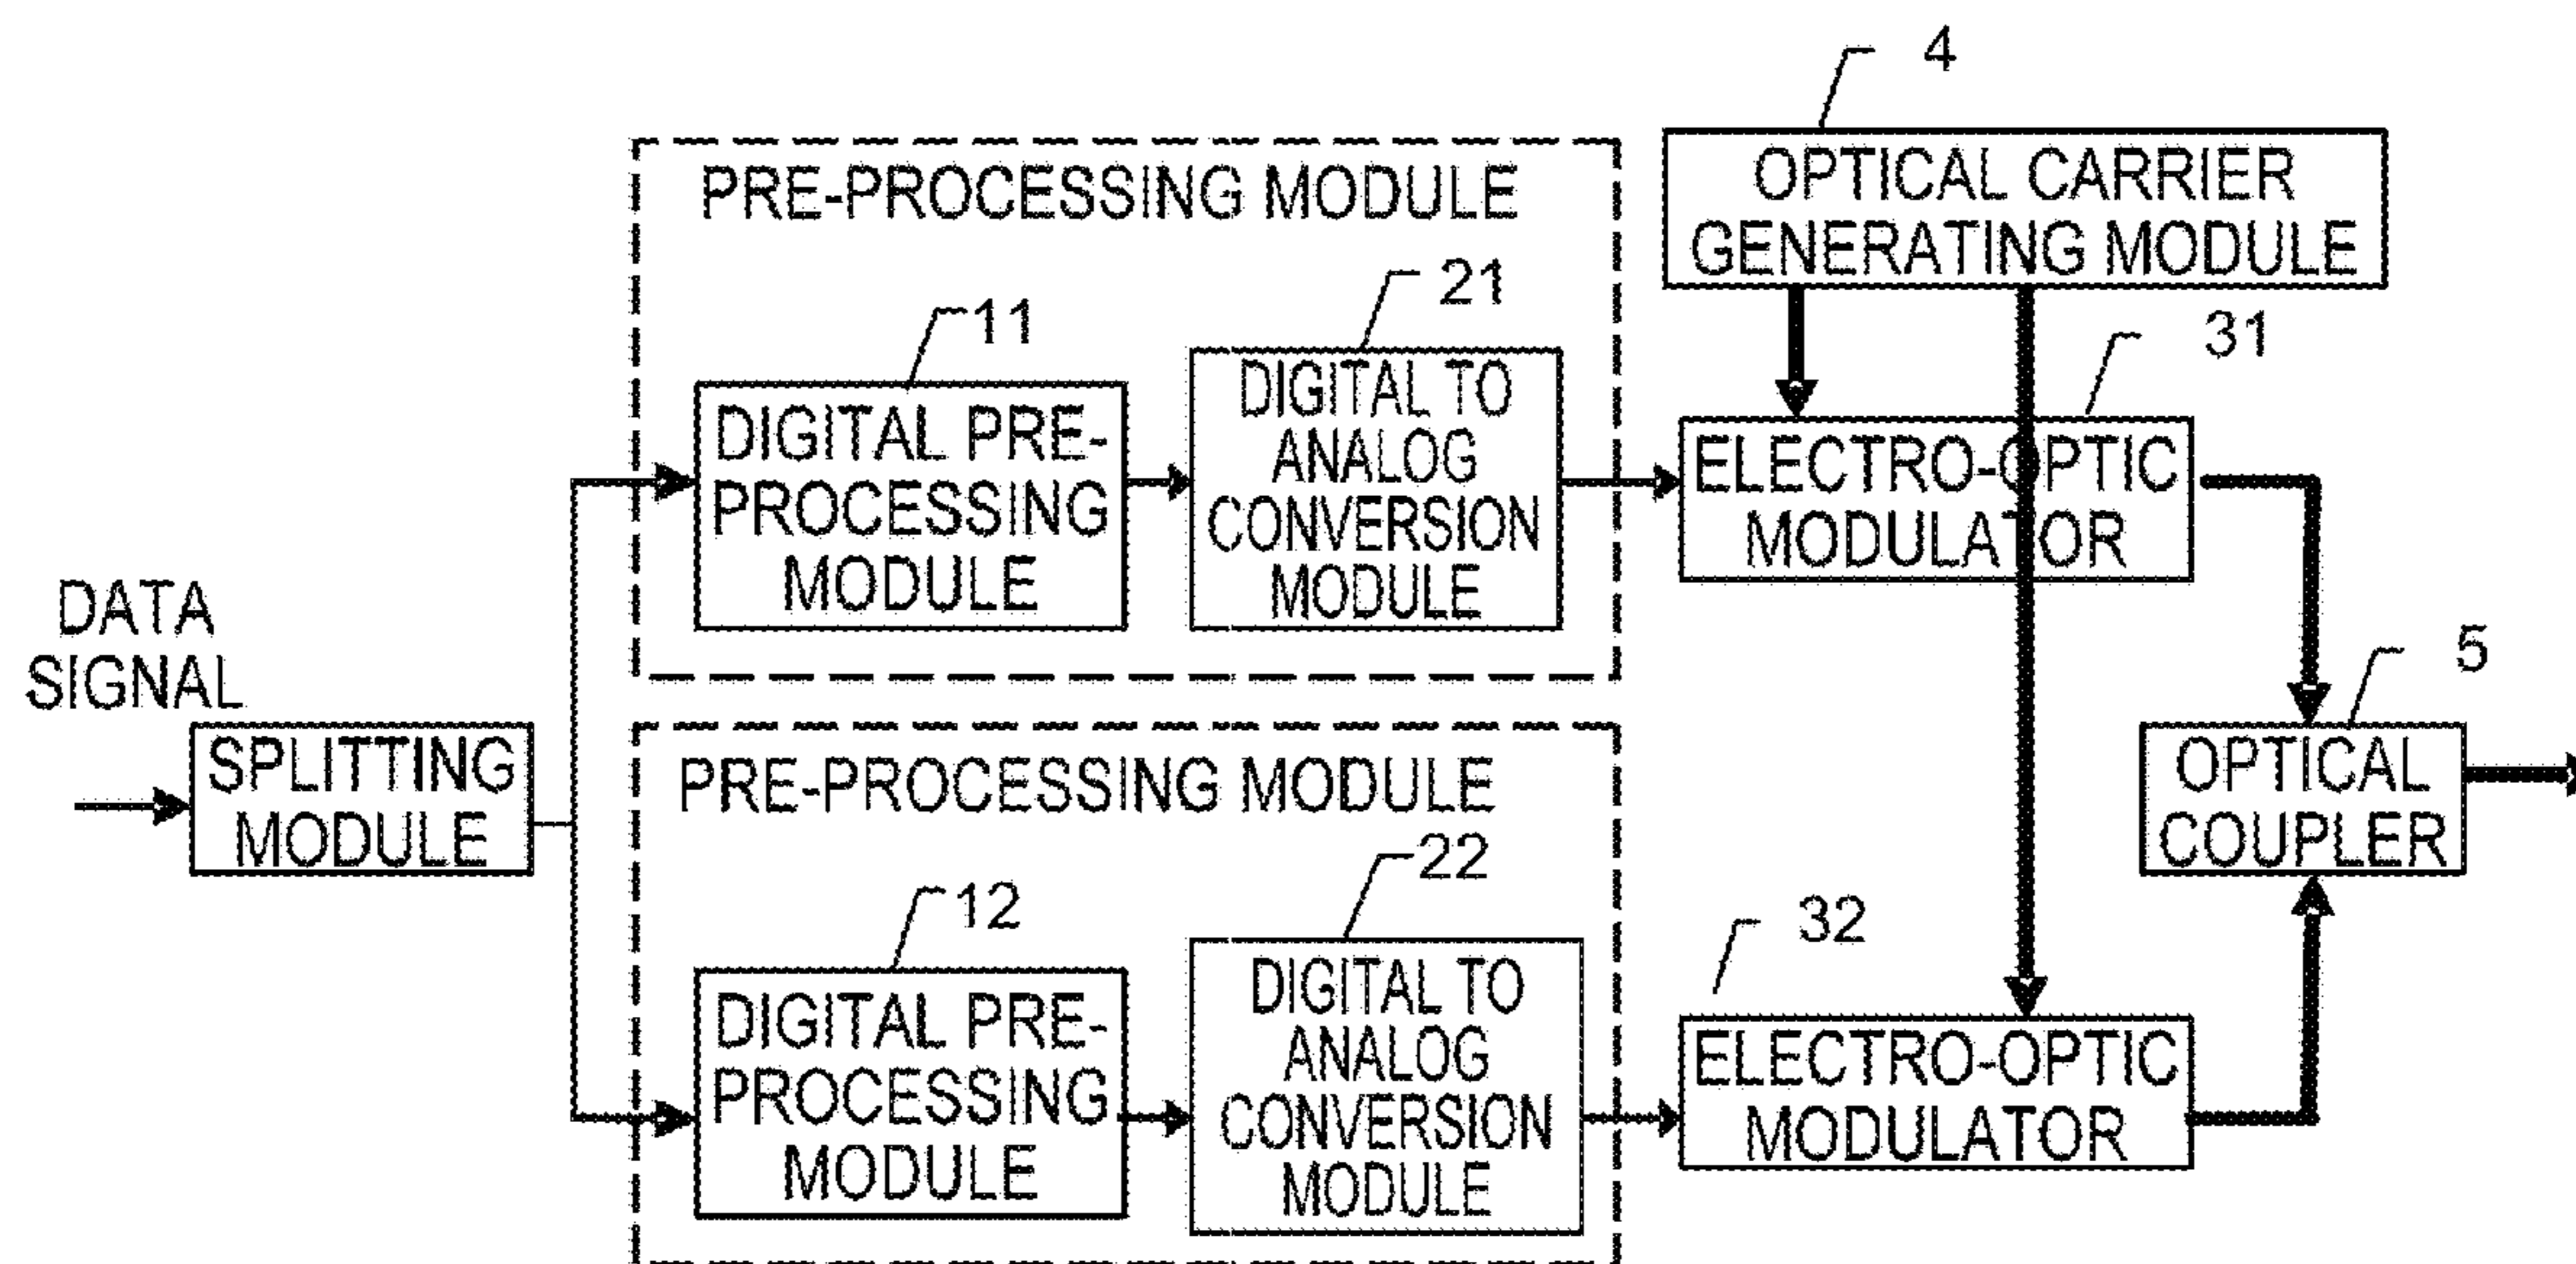 4
PRE-PROCESSING MODULE
OPTICAL CARRIER
GENERATING MODULE
21
11
31
DIGITAL PRE-
PROCESSING
MODULE
DIGITAL TO
ANALOG
CONVERSION
MODULE
ELECTRO-OPTIC
MODULATOR
DATA
SIGNAL
5
SPLITTING
MODULE
PRE-PROCESSING MODULE
OPTICAL
COUPLER
22
12
32
DIGITAL PRE-
PROCESSING
MODULE
DIGITAL TO
ANALOG
CONVERSION
MODULE
ELECTRO-OPTIC
MODULATOR